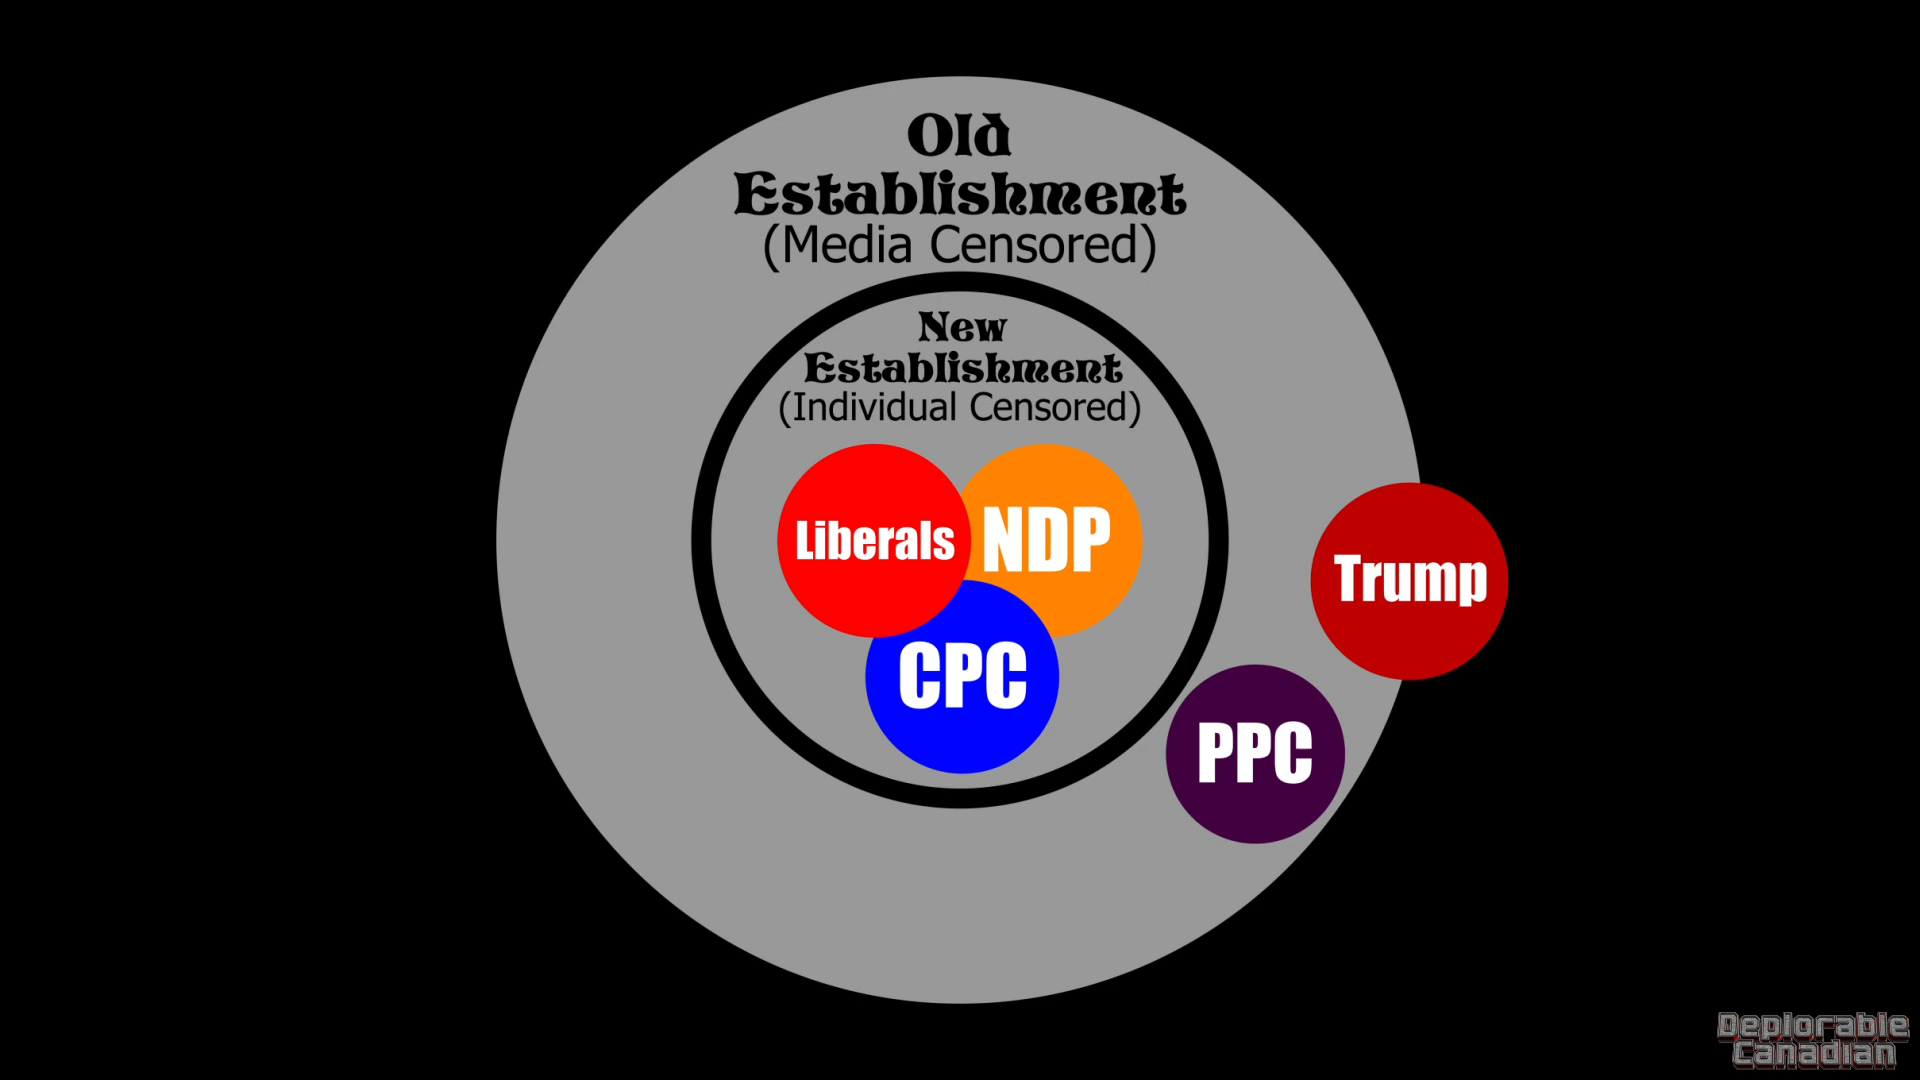 Old
Establishment
(Media Censored)
New
Establishment
(Individual Censored)
Liberals
NDP
Trump
CPC
PPC
Deplorable
Canadian